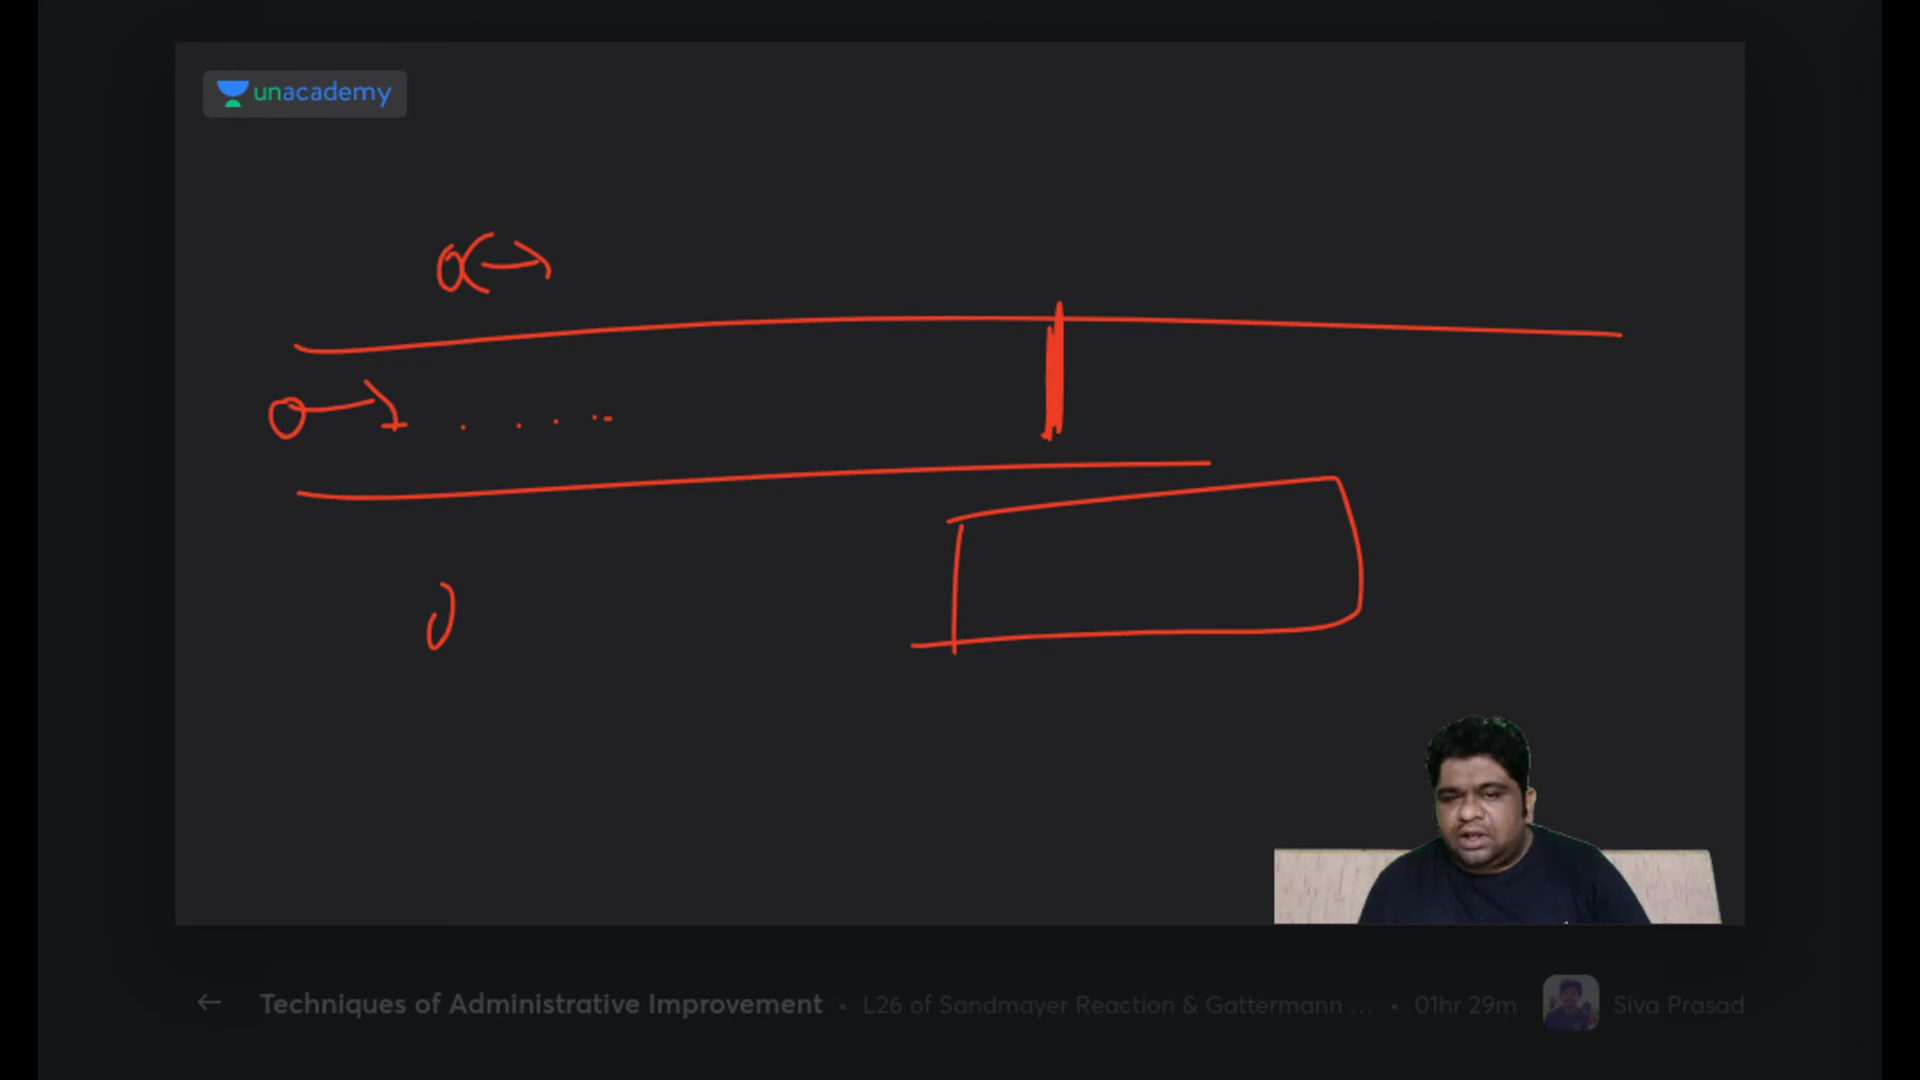 unacademy
← Techniques of Administrative Improvement • L26 of Sandmayer Reaction & Gattermann ... • 01hr 29m Siva Prasad